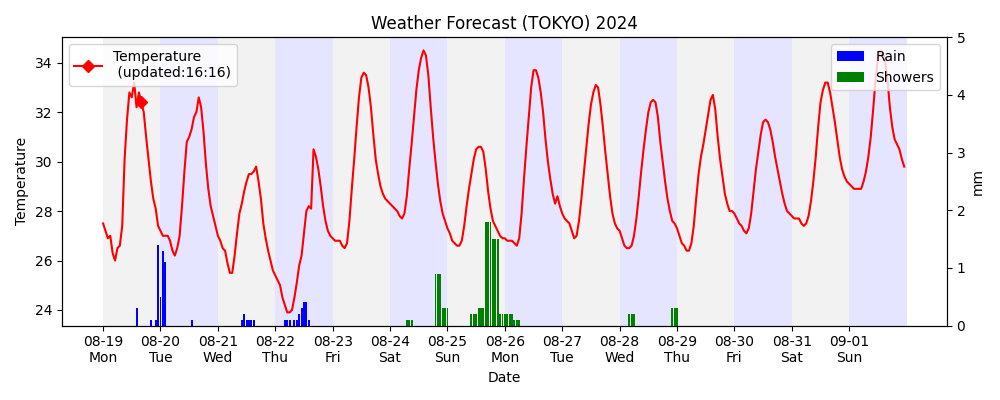 Weather Forecast (TOKYO) 2024
Temperature
(updated:16:16)
Rain
Showers
34
32
30
28
26
24
Temperature
5
4
3
2
1
0
mm
08-19 08-20 08-21 08-22 08-23 08-24 08-25 08-26 08-27 08-28 08-29 08-30 08-31 09-01
Mon Tue Wed Thu Fri Sat Sun Mon Tue Wed Thu Fri Sat Sun
Date